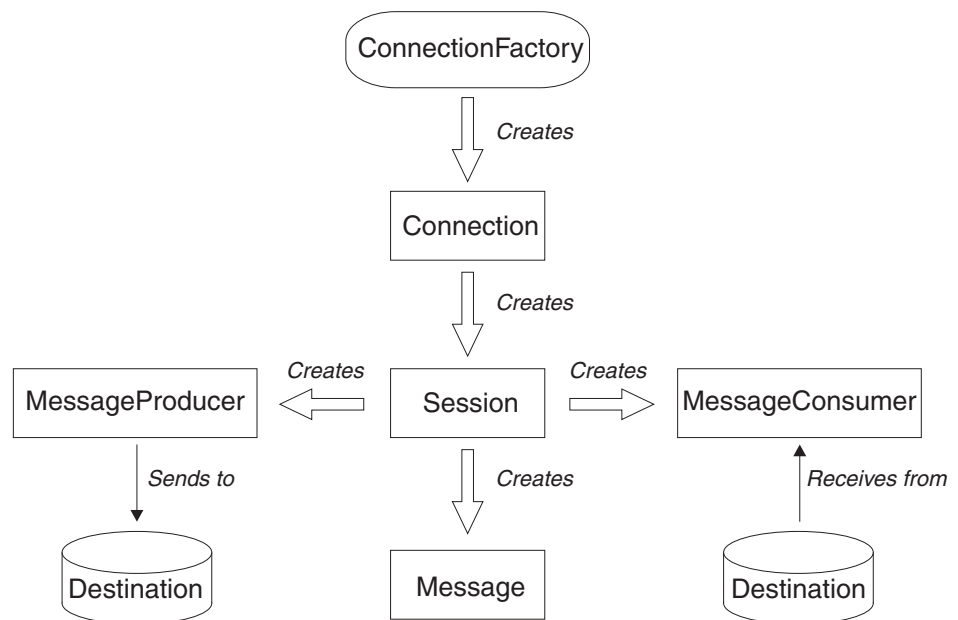 ConnectionFactory
Creates
Connection
Creates
Creates
Creates
MessageProducer
Session
MessageConsumer
Sends to
Creates
Receives from
Destination
Message
Destination